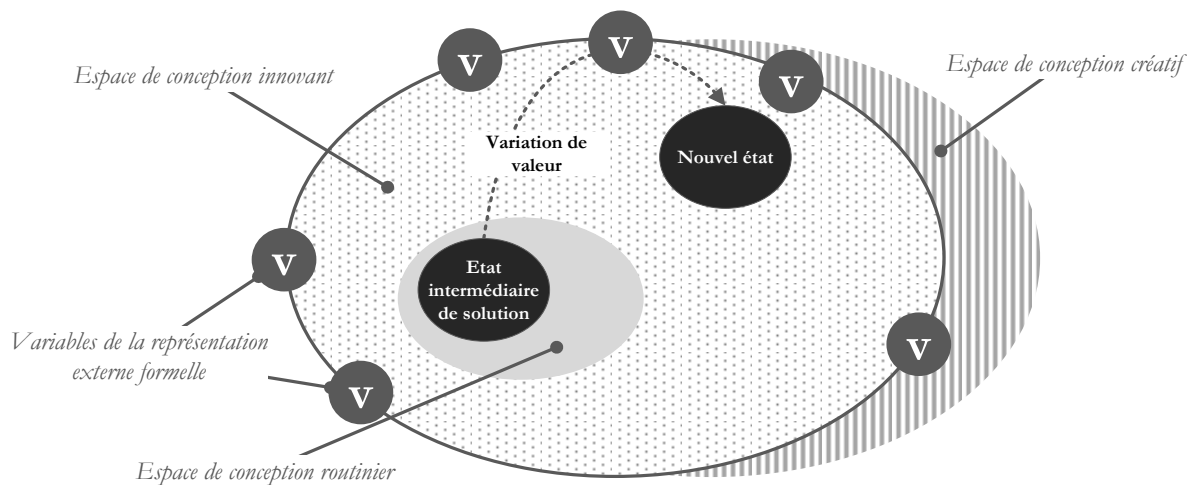 v
v
v
Espace de conception innovant
Espace de conception créatif
Variation de
valeur
Nouvel état
v
Etat
intermédiaire
de solution
Variables de la représentation
externe formelle
v
v
Espace de conception routinier